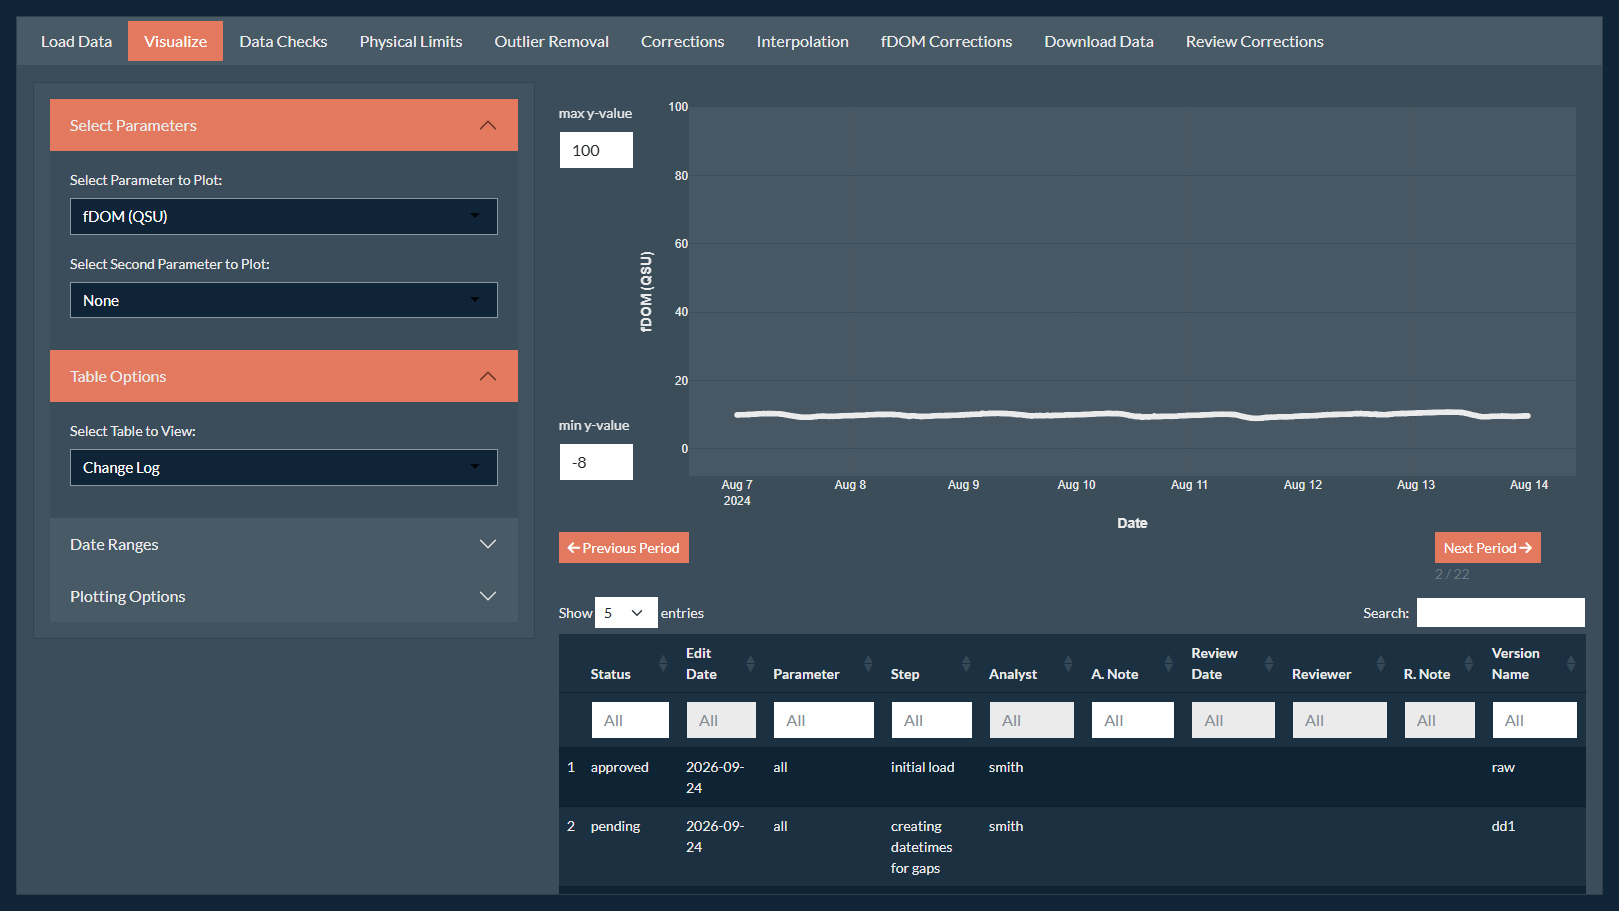 Load Data Visualize Data Checks Physical Limits Outlier Removal Corrections Interpolation fDOM Corrections Download Data Review Corrections
Select Parameters
Select Parameter to Plot:
fDOM (QSU)
Select Second Parameter to Plot:
None
Table Options
Select Table to View:
Change Log
Date Ranges
Plotting Options
max y-value
100
min y-value
-8
100
80
60
40
20
0
fDOM (QSU)
Aug 7 Aug 8 Aug 9 Aug 10 Aug 11 Aug 12 Aug 13 Aug 14
2024
Date
Previous Period
Next Period
2 / 22
Show 5 entries
Search:
Status Edit Date Parameter Step Analyst A. Note Review Date Reviewer R. Note Version Name
All All All All All All All All All All
1 approved 2026-09-24 all initial load smith raw
2 pending 2026-09-24 all creating datetimes for gaps smith dd1